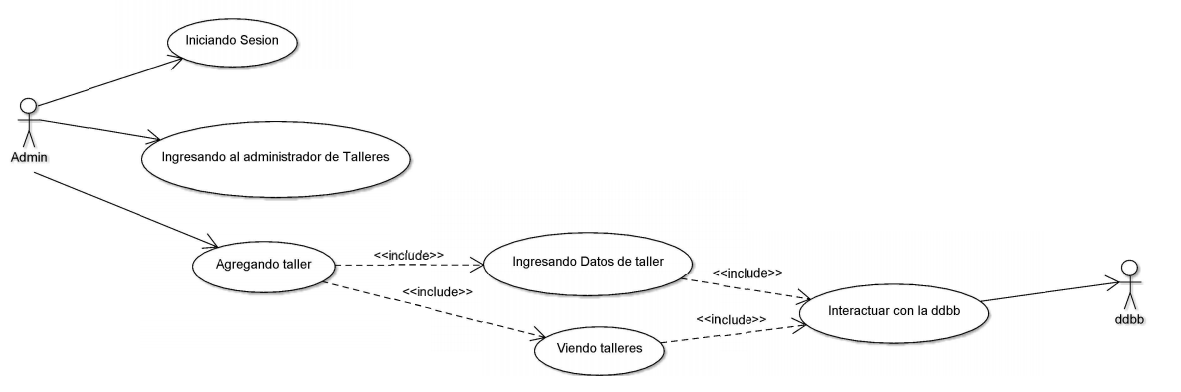 Iniciando Sesion
Admin
Ingresando al administrador de Talleres
Agregando taller
<<include>>
<<include>>
Ingresando Datos de taller
Viendo talleres
<<include>>
<<include>>
Interactuar con la ddbb
ddbb